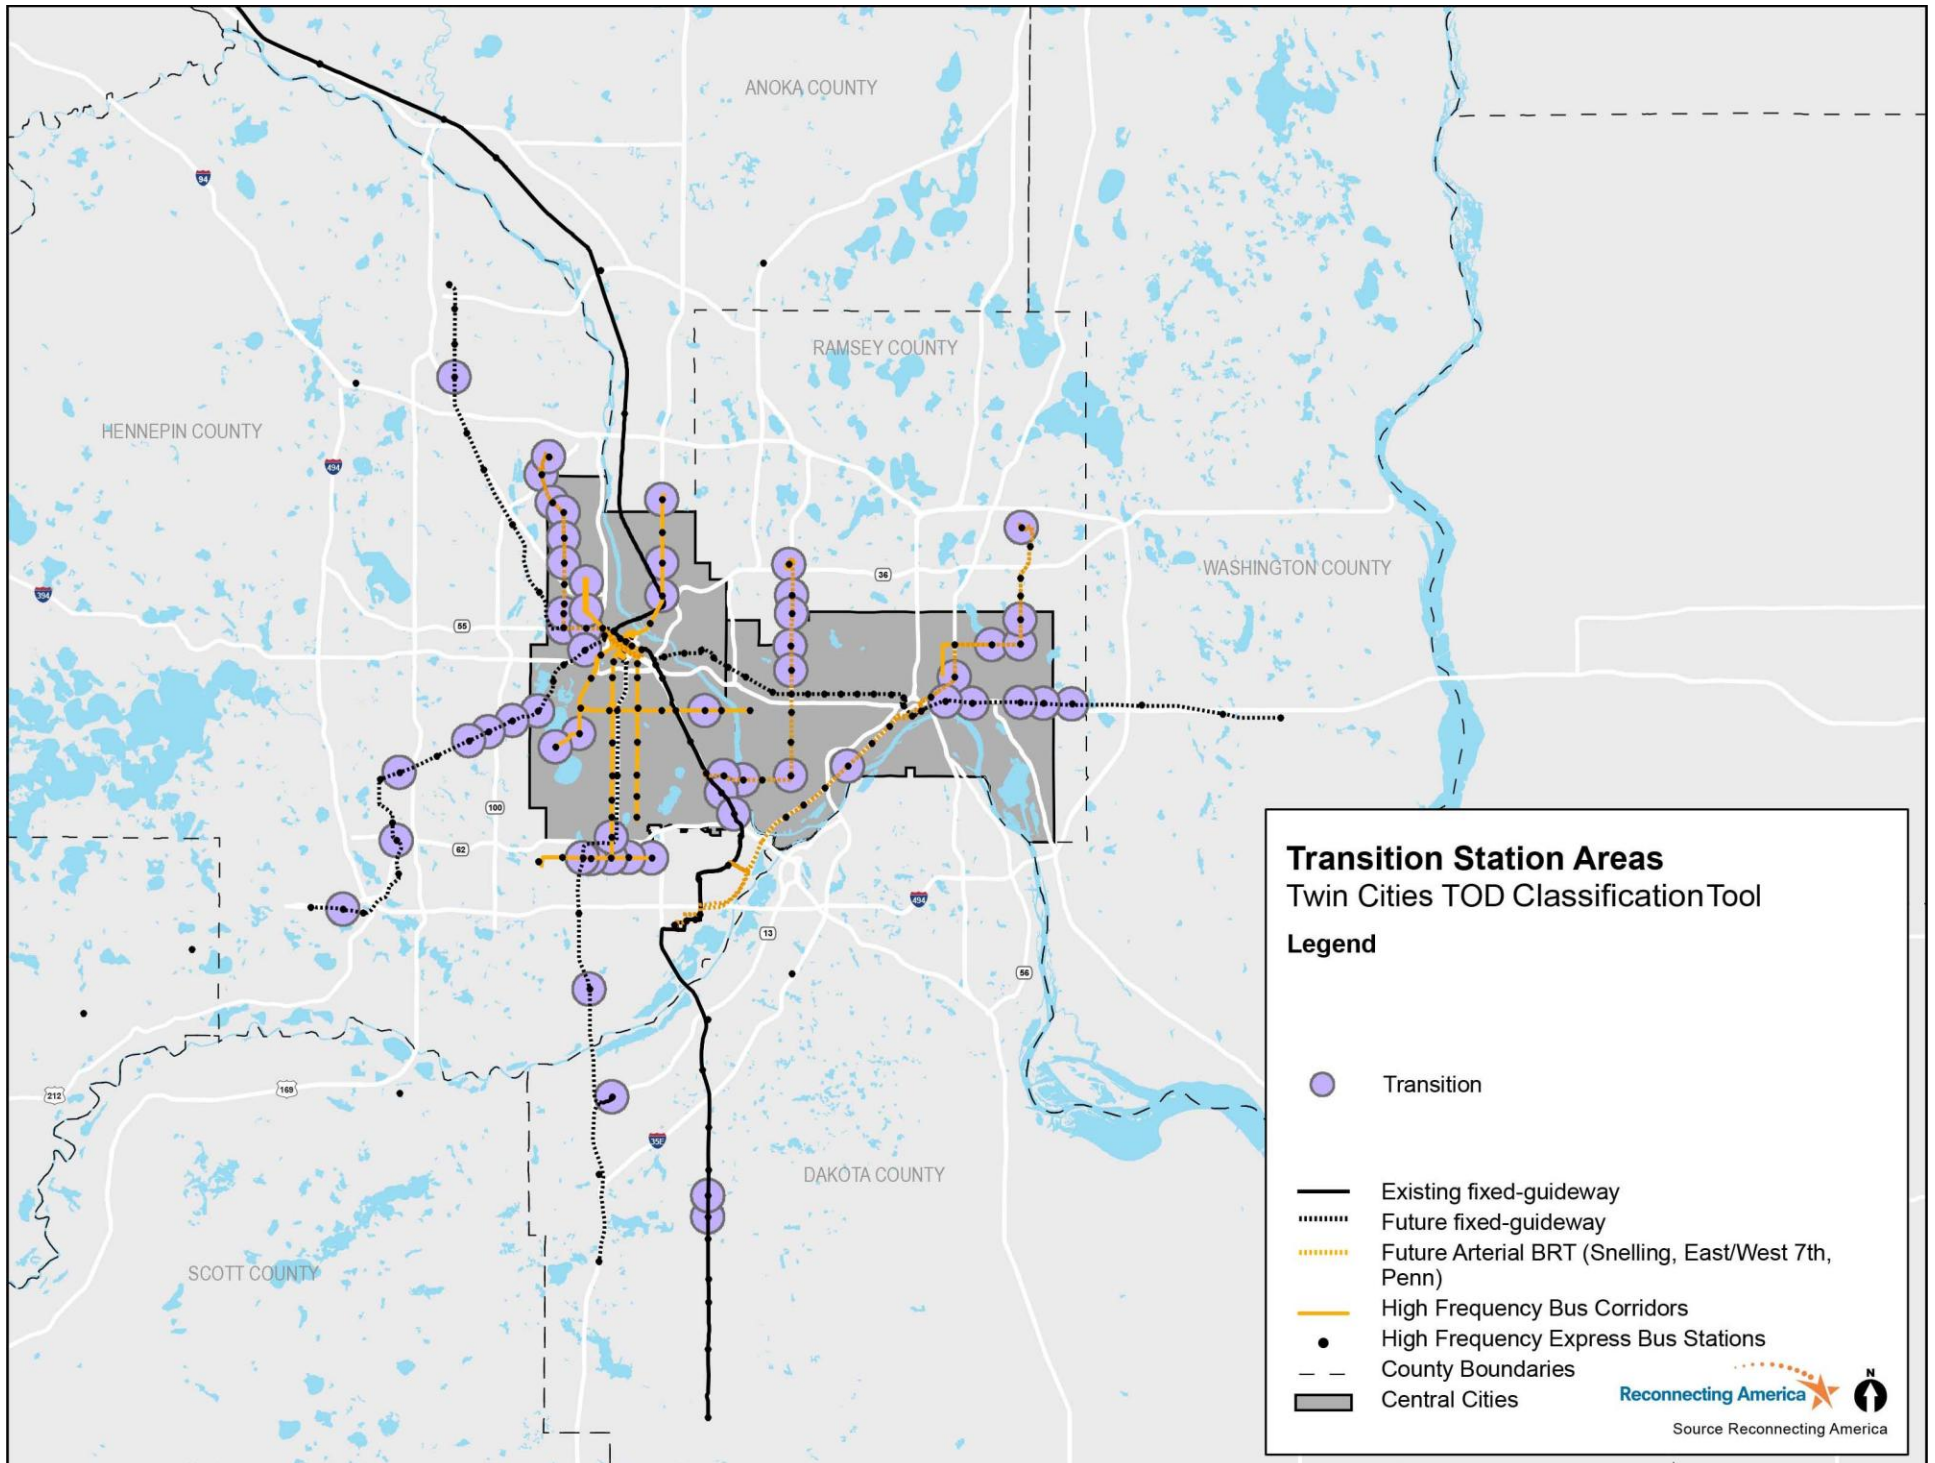 ANOKA COUNTY
94
RAMSEY COUNTY
HENNEPIN COUNTY
494
WASHINGTON COUNTY
36
394
55
100
62
494
13
56
212
169
35E
DAKOTA COUNTY
SCOTT COUNTY
Transition Station Areas
Twin Cities TOD Classification Tool
Legend
Transition
Existing fixed-guideway
Future fixed-guideway
Future Arterial BRT (Snelling, East/West 7th,
Penn)
High Frequency Bus Corridors
High Frequency Express Bus Stations
County Boundaries
Central Cities
Reconnecting America
N
Source Reconnecting America